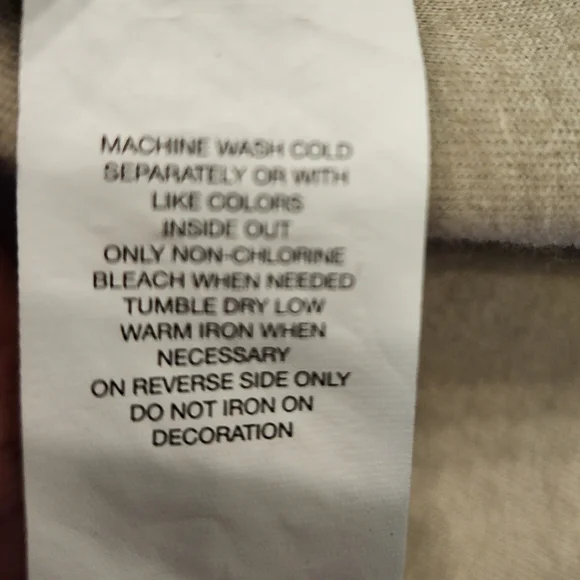 MACHINE WASH COLD
SEPARATELY OR WITH
LIKE COLORS
INSIDE OUT
ONLY NON-CHLORINE
BLEACH WHEN NEEDED
TUMBLE DRY LOW
WARM IRON WHEN
NECESSARY
ON REVERSE SIDE ONLY
DO NOT IRON ON
DECORATION